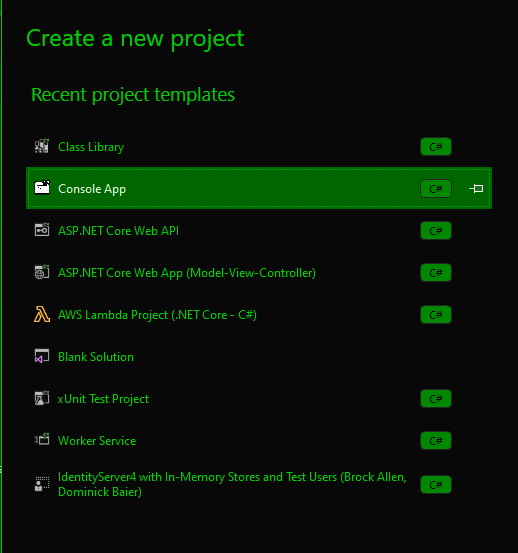 Create a new project
Recent project templates
Class Library C#
Console App C#
ASP.NET Core Web API C#
ASP.NET Core Web App (Model-View-Controller) C#
AWS Lambda Project (.NET Core - C#) C#
Blank Solution
xUnit Test Project C#
Worker Service C#
IdentityServer4 with In-Memory Stores and Test Users (Brock Allen, C#
Dominick Baier)